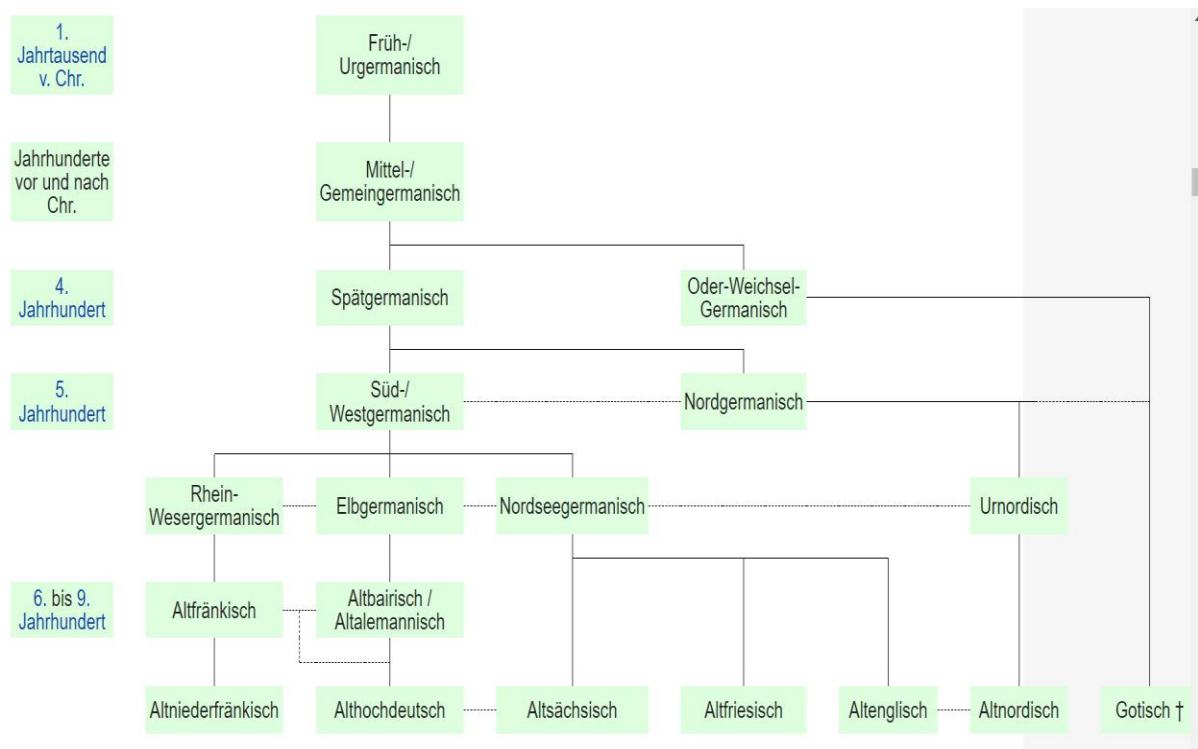 1.
Jahrtausend
v. Chr.
Früh-/
Urgermanisch
Jahrhunderte
vor und nach
Chr.
Mittel-/
Gemeingermanisch
4.
Jahrhundert
Spätgermanisch
Oder-Weichsel-
Germanisch
5.
Jahrhundert
Süd-/
Westgermanisch
Nordgermanisch
Rhein-
Wesergermanisch
Elbgermanisch
Nordseegermanisch
Urnordisch
6. bis 9.
Jahrhundert
Altfränkisch
Altbairisch /
Altalemannisch
Altniederfränkisch
Althochdeutsch
Altsächsisch
Altfriesisch
Altenglisch
Altnordisch
Gotisch †